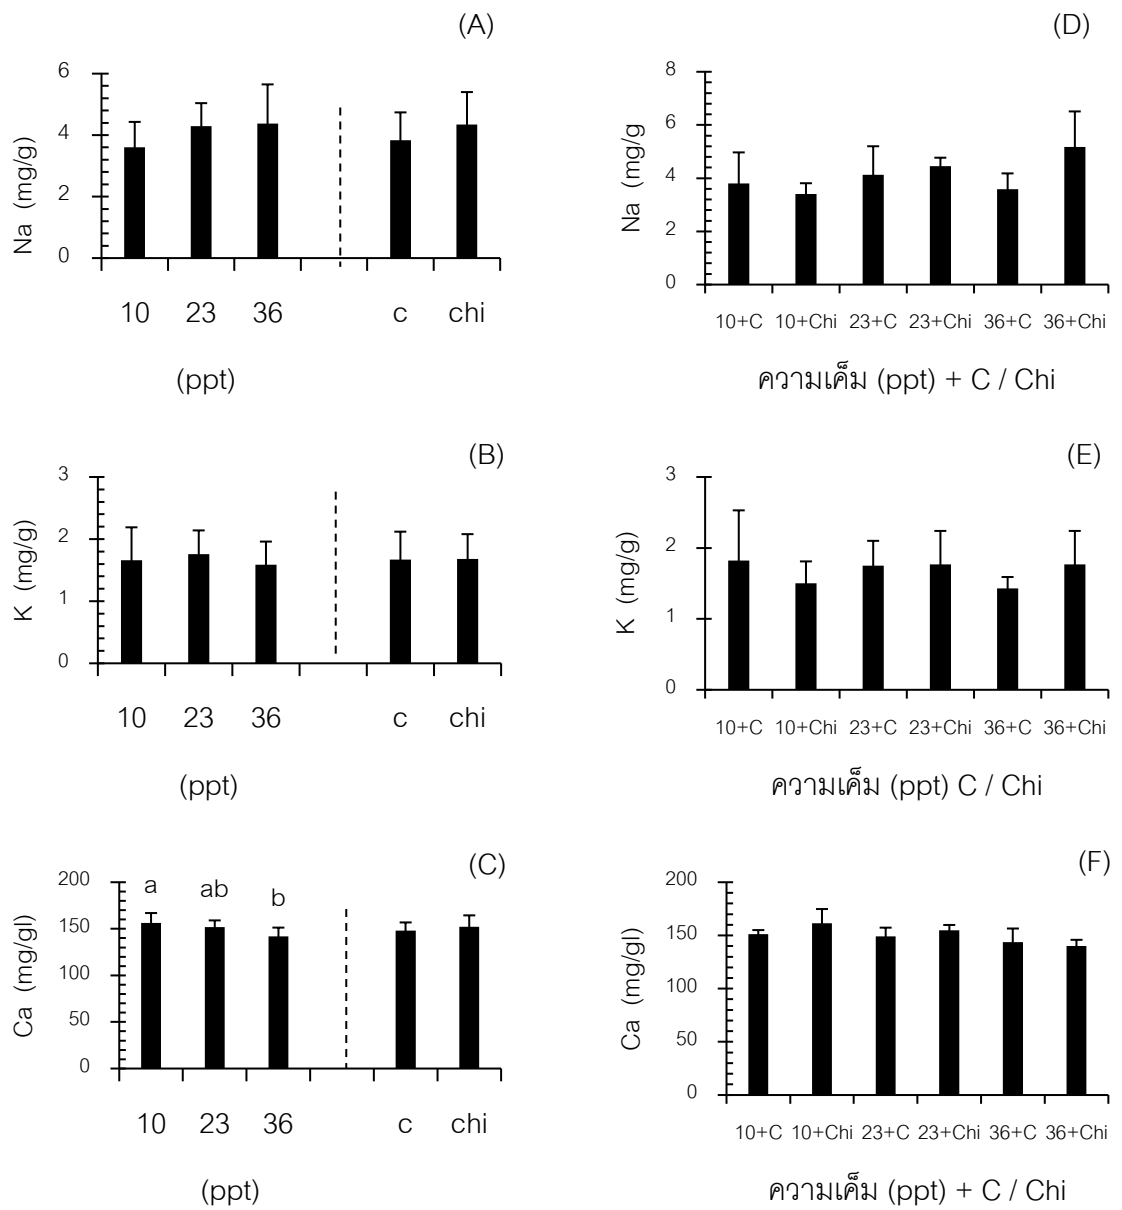 (A)
6
4
2
0
Na (mg/g)
10 23 36 c chi
(ppt)
(D)
8
6
4
2
0
Na (mg/g
10+C 10+Chi 23+C 23+Chi 36+C 36+Chi
ความเค็ม (ppt) + C / Chi
(B)
3
2
1
0
K (mg/g)
10 23 36 c chi
(ppt)
(E)
3
2
1
0
K (mg/g)
10+C 10+Chi 23+C 23+Chi 36+C 36+Chi
ความเค็ม (ppt) C / Chi
(C)
200
150
100
50
0
Ca (mg/gl)
a ab b
10 23 36 c chi
(ppt)
(F)
200
150
100
50
0
Ca (mg/gl)
10+C 10+Chi 23+C 23+Chi 36+C 36+Chi
ความเค็ม (ppt) + C / Chi